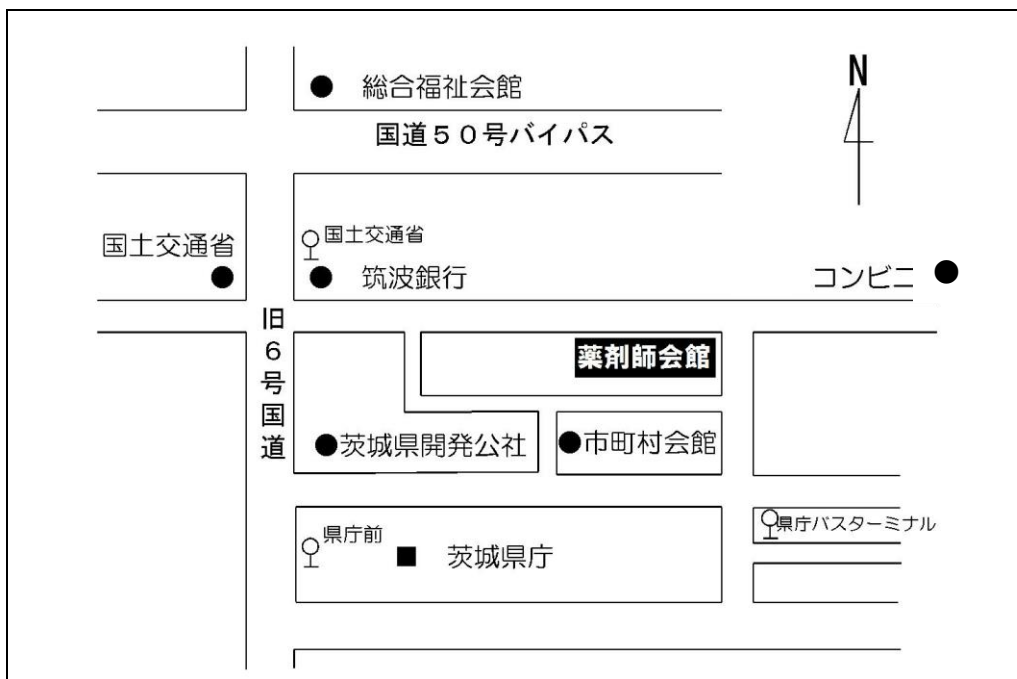 総合福祉会館
N
国道50号バイパス
国土交通省
国土交通省
筑波銀行
コンビニ
旧6号国道
薬剤師会館
茨城県開発公社
市町村会館
県庁前
茨城県庁
県庁バスターミナル